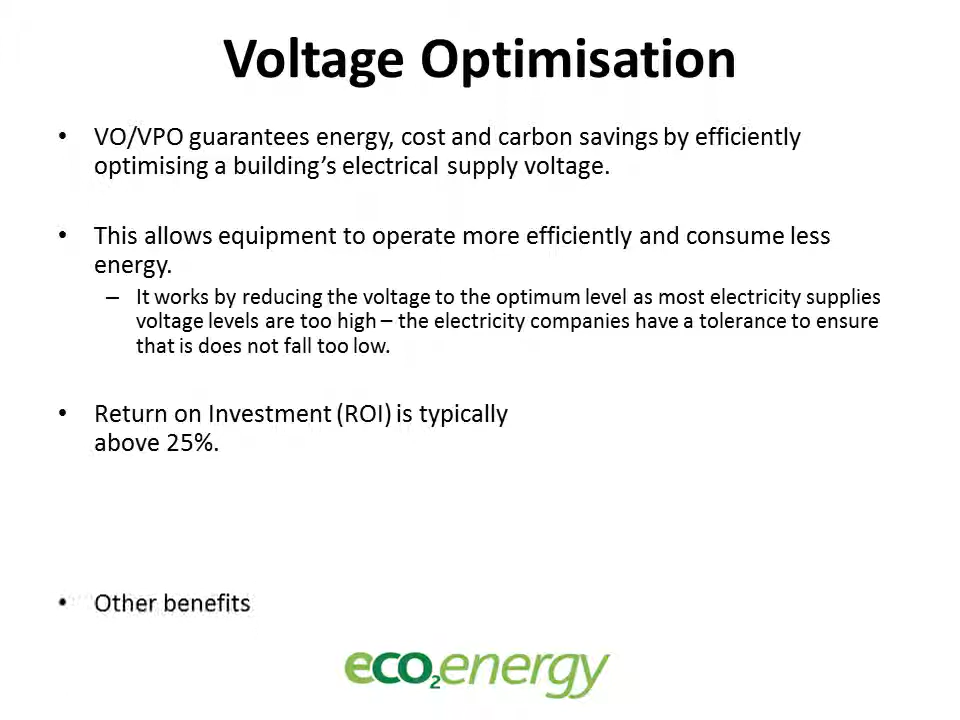 Voltage Optimisation
• VO/VPO guarantees energy, cost and carbon savings by efficiently
optimising a building’s electrical supply voltage.
• This allows equipment to operate more efficiently and consume less
energy.
– It works by reducing the voltage to the optimum level as most electricity supplies
voltage levels are too high – the electricity companies have a tolerance to ensure
that is does not fall too low.
• Return on Investment (ROI) is typically
above 25%.
• Other benefits
eco2energy